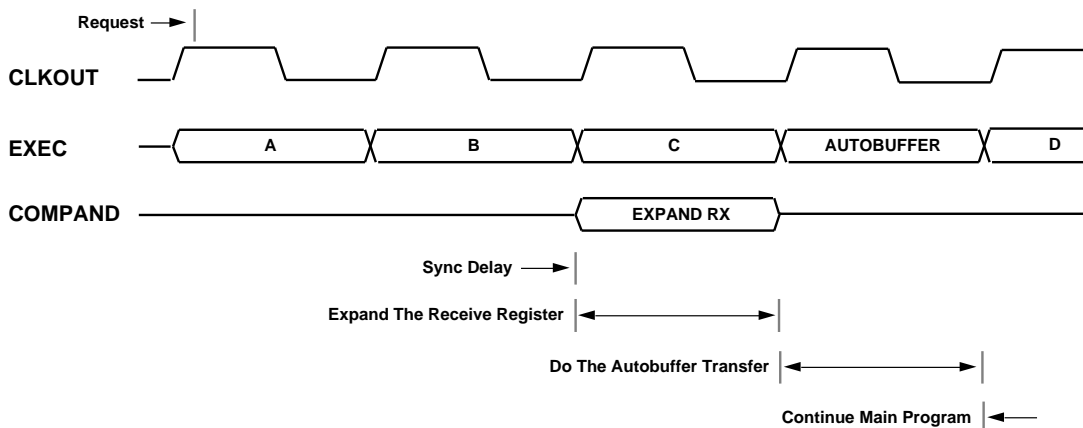 Request
CLKOUT
EXEC A B C AUTOBUFFER D
COMPAND EXPAND RX
Sync Delay
Expand The Receive Register
Do The Autobuffer Transfer
Continue Main Program